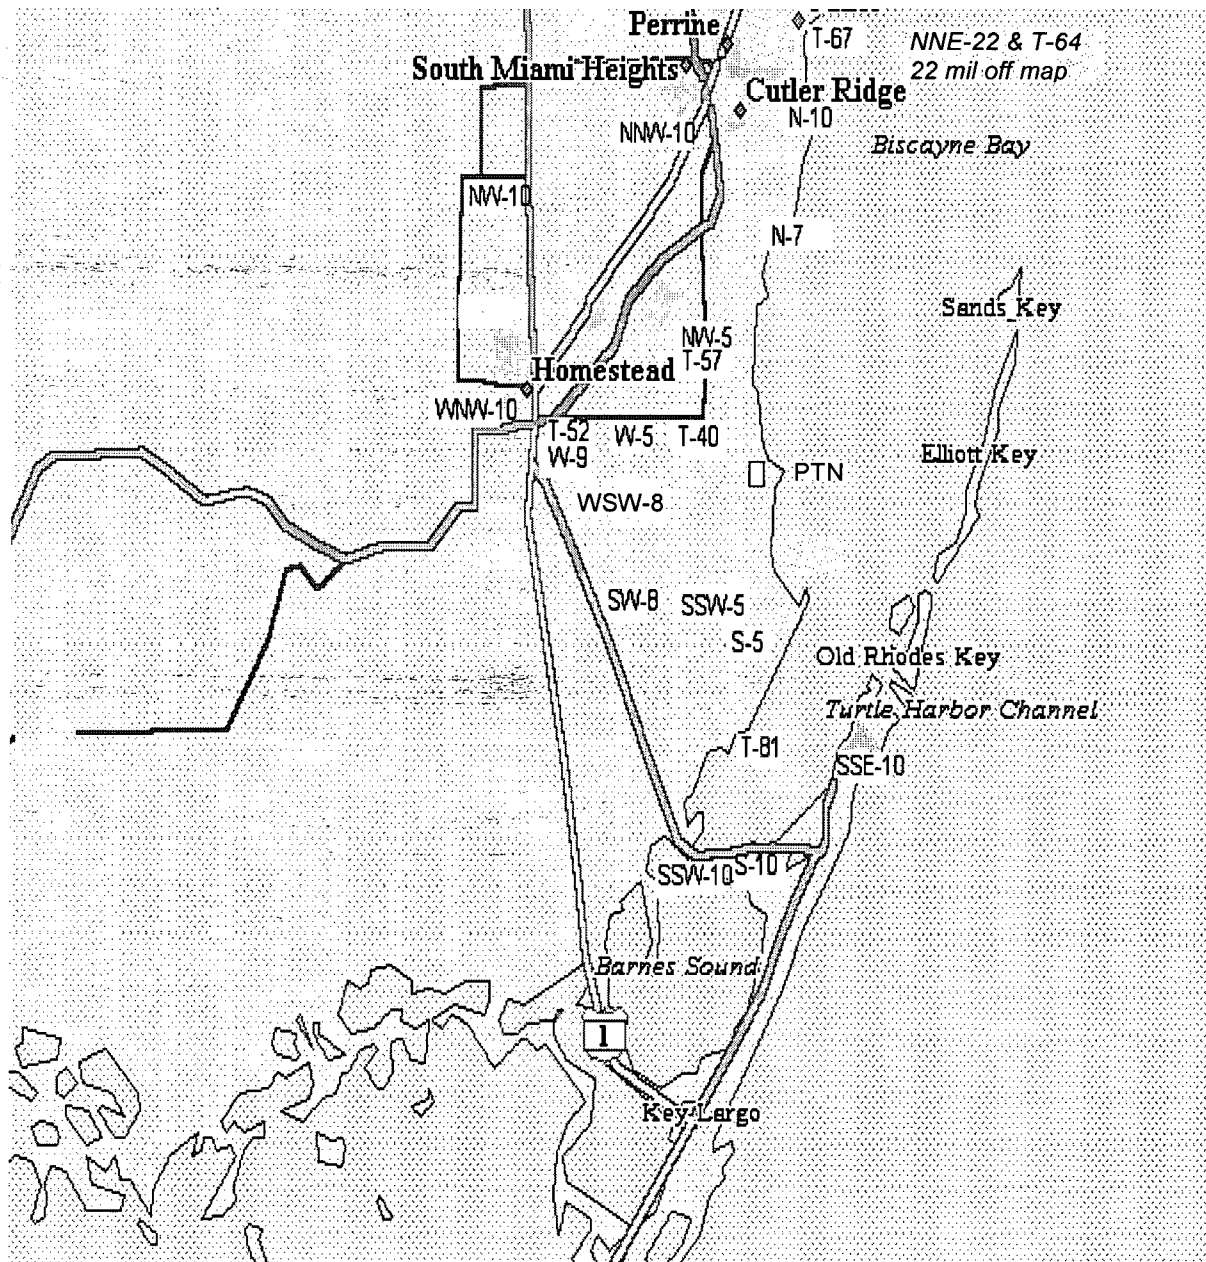 Perrine
T-67
NNE-22 & T-64
22 mil off map
South Miami Heights
Cutler Ridge
N-10
NNW-10
Biscayne Bay
NW-10
N-7
Sands Key
NW-5
T-57
Homestead
WNW-10
T-52
W-5
T-40
W-9
Elliott Key
PTN
WSW-8
SW-8
SSW-5
S-5
Old Rhodes Key
Turtle Harbor Channel
T-81
SSE-10
SSW-10
S-10
Barnes Sound
1
Key Largo